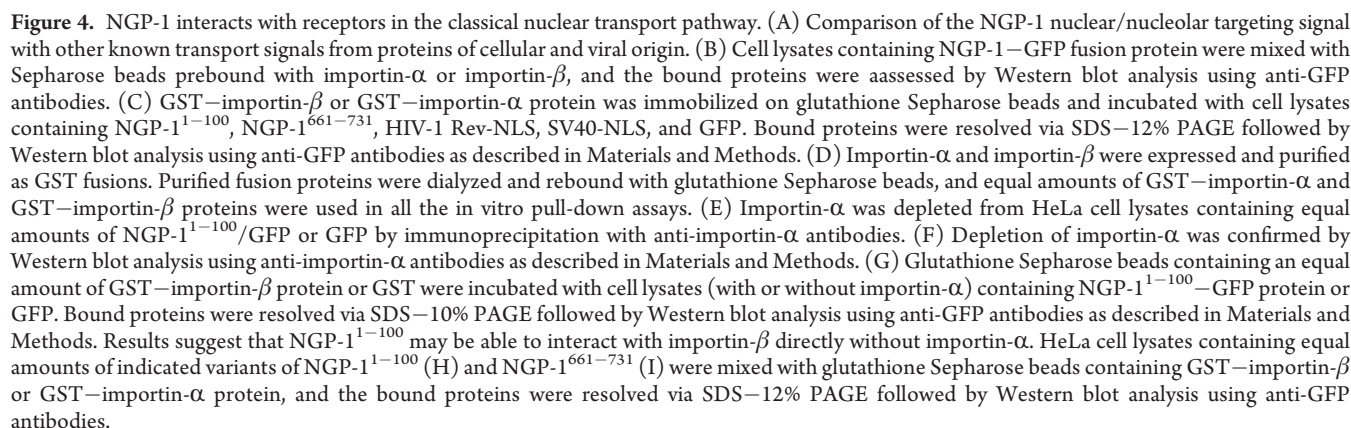 Figure 4. NGP-1 interacts with receptors in the classical nuclear transport pathway. (A) Comparison of the NGP-1 nuclear/nucleolar targeting signal
with other known transport signals from proteins of cellular and viral origin. (B) Cell lysates containing NGP-1−GFP fusion protein were mixed with
Sepharose beads prebound with importin-α or importin-β, and the bound proteins were aassessed by Western blot analysis using anti-GFP
antibodies. (C) GST−importin-β or GST−importin-α protein was immobilized on glutathione Sepharose beads and incubated with cell lysates
containing NGP-1¹⁻¹⁰⁰, NGP-1⁶⁶¹⁻⁷³¹, HIV-1 Rev-NLS, SV40-NLS, and GFP. Bound proteins were resolved via SDS−12% PAGE followed by
Western blot analysis using anti-GFP antibodies as described in Materials and Methods. (D) Importin-α and importin-β were expressed and purified
as GST fusions. Purified fusion proteins were dialyzed and rebound with glutathione Sepharose beads, and equal amounts of GST−importin-α and
GST−importin-β proteins were used in all the in vitro pull-down assays. (E) Importin-α was depleted from HeLa cell lysates containing equal
amounts of NGP-1¹⁻¹⁰⁰/GFP or GFP by immunoprecipitation with anti-importin-α antibodies. (F) Depletion of importin-α was confirmed by
Western blot analysis using anti-importin-α antibodies as described in Materials and Methods. (G) Glutathione Sepharose beads containing an equal
amount of GST−importin-β protein or GST were incubated with cell lysates (with or without importin-α) containing NGP-1¹⁻¹⁰⁰−GFP protein or
GFP. Bound proteins were resolved via SDS−10% PAGE followed by Western blot analysis using anti-GFP antibodies as described in Materials and
Methods. Results suggest that NGP-1¹⁻¹⁰⁰ may be able to interact with importin-β directly without importin-α. HeLa cell lysates containing equal
amounts of indicated variants of NGP-1¹⁻¹⁰⁰ (H) and NGP-1⁶⁶¹⁻⁷³¹ (I) were mixed with glutathione Sepharose beads containing GST−importin-β
or GST−importin-α protein, and the bound proteins were resolved via SDS−12% PAGE followed by Western blot analysis using anti-GFP
antibodies.